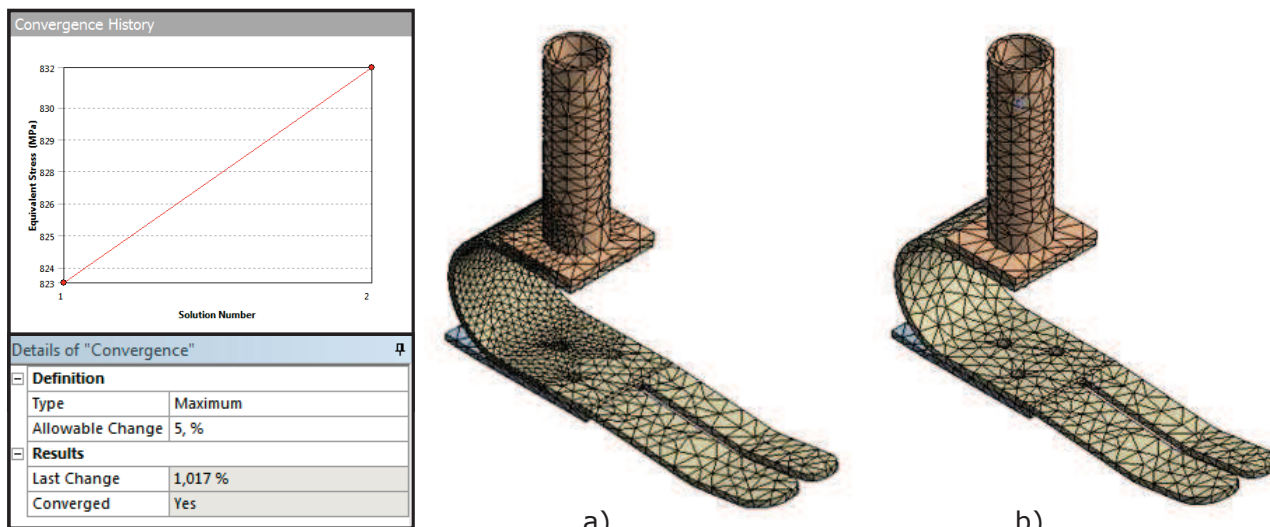 Convergence History
832
830
829
828
826
825
824
823
Equivalent Stress (MPa)
1
2
Solution Number
Details of "Convergence"
Definition
Type Maximum
Allowable Change 5, %
Results
Last Change 1,017 %
Converged Yes
a)
b)